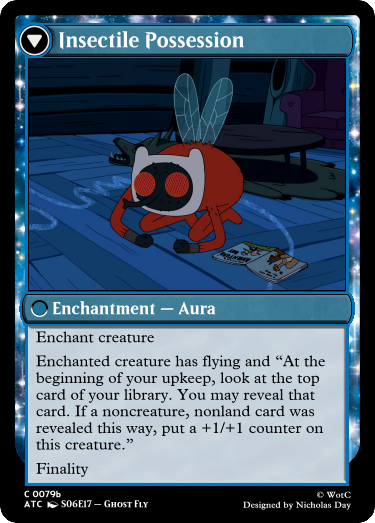 Insectile Possession
Enchantment — Aura
Enchant creature
Enchanted creature has flying and “At the
beginning of your upkeep, look at the top
card of your library. You may reveal that
card. If a noncreature, nonland card was
revealed this way, put a +1/+1 counter on
this creature.”
Finality
C 0079b © WotC
ATC S06E17 – Ghost Fly Designed by Nicholas Day